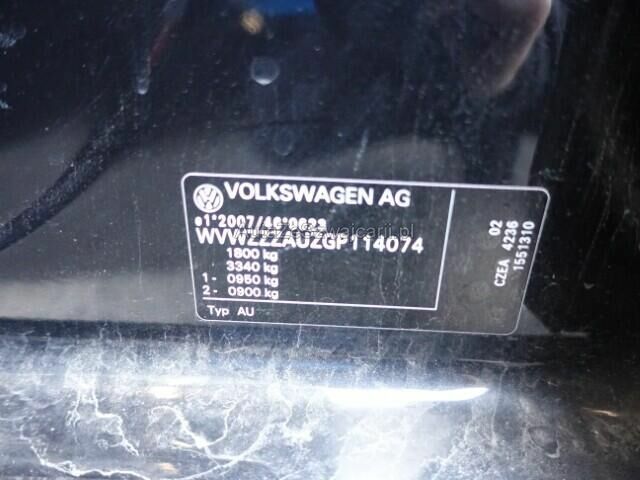 VOLKSWAGEN AG
e1*2007/46*0623
WVWZZZAUZGP114074
1800 kg
3340 kg
1- 0950 kg
2- 0900 kg
Typ AU
02
CZEA 4236
1551310